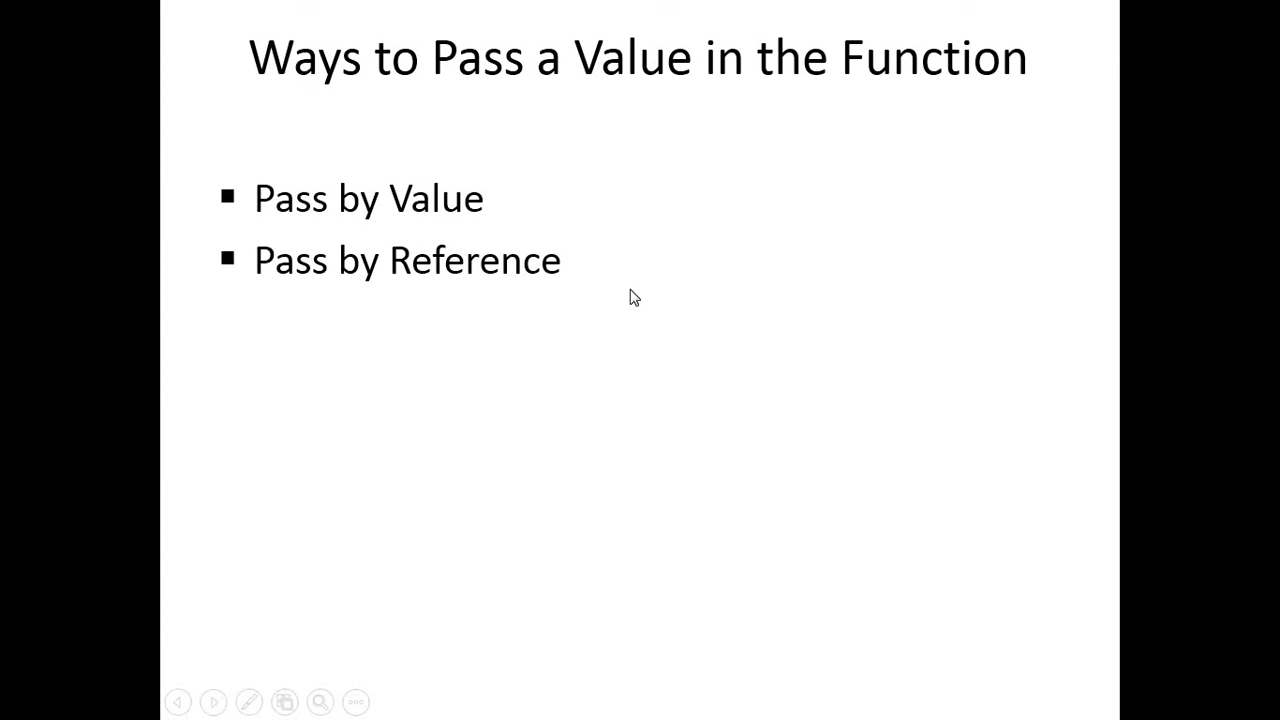 Ways to Pass a Value in the Function
▪ Pass by Value
▪ Pass by Reference